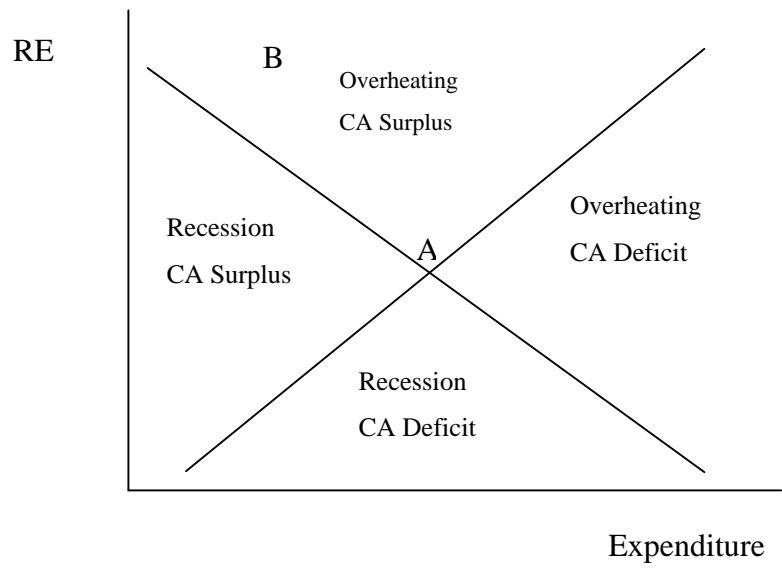 RE
B
Overheating
CA Surplus
Recession
CA Surplus
A
Overheating
CA Deficit
Recession
CA Deficit
Expenditure